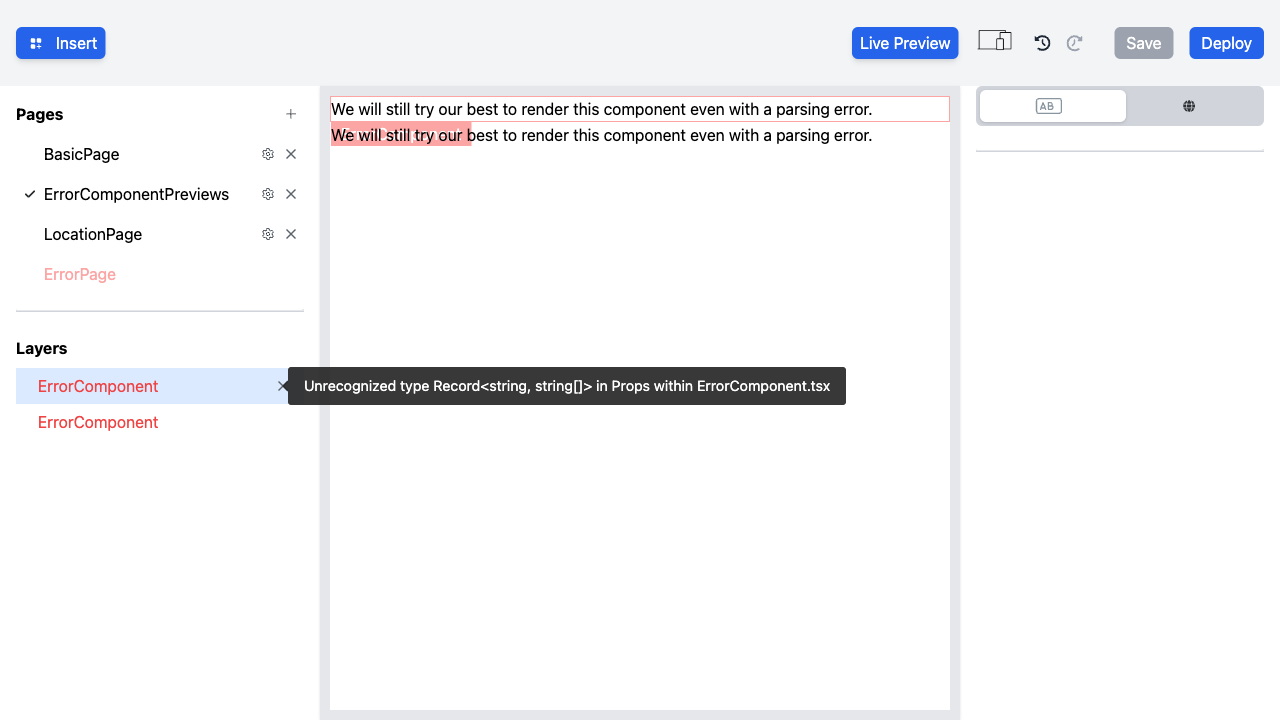 Insert
Live Preview
Save
Deploy
Pages
BasicPage
ErrorComponentPreviews
LocationPage
ErrorPage
Layers
ErrorComponent
ErrorComponent
We will still try our best to render this component even with a parsing error.
We will still try our best to render this component even with a parsing error.
Unrecognized type Record<string, string[]> in Props within ErrorComponent.tsx
AB